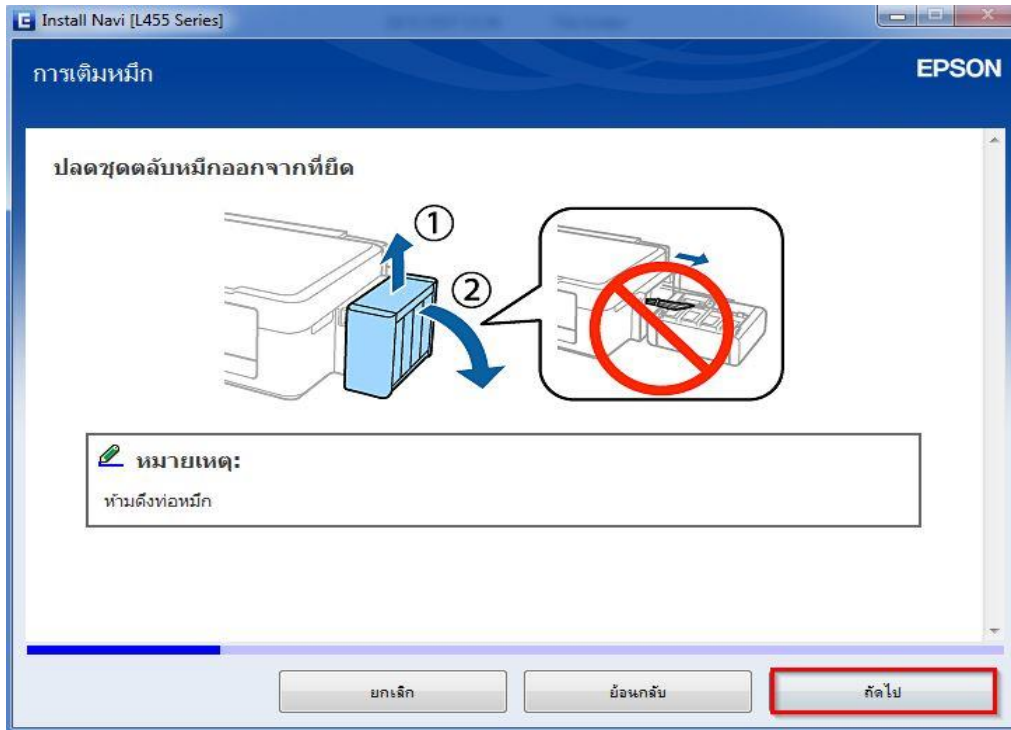 Install Navi [L455 Series]
การเติมหมึก
EPSON
ปลดชุดตลับหมึกออกจากที่ยึด
①
②
หมายเหตุ:
ห้ามดึงท่อหมึก
ยกเลิก
ย้อนกลับ
ถัดไป